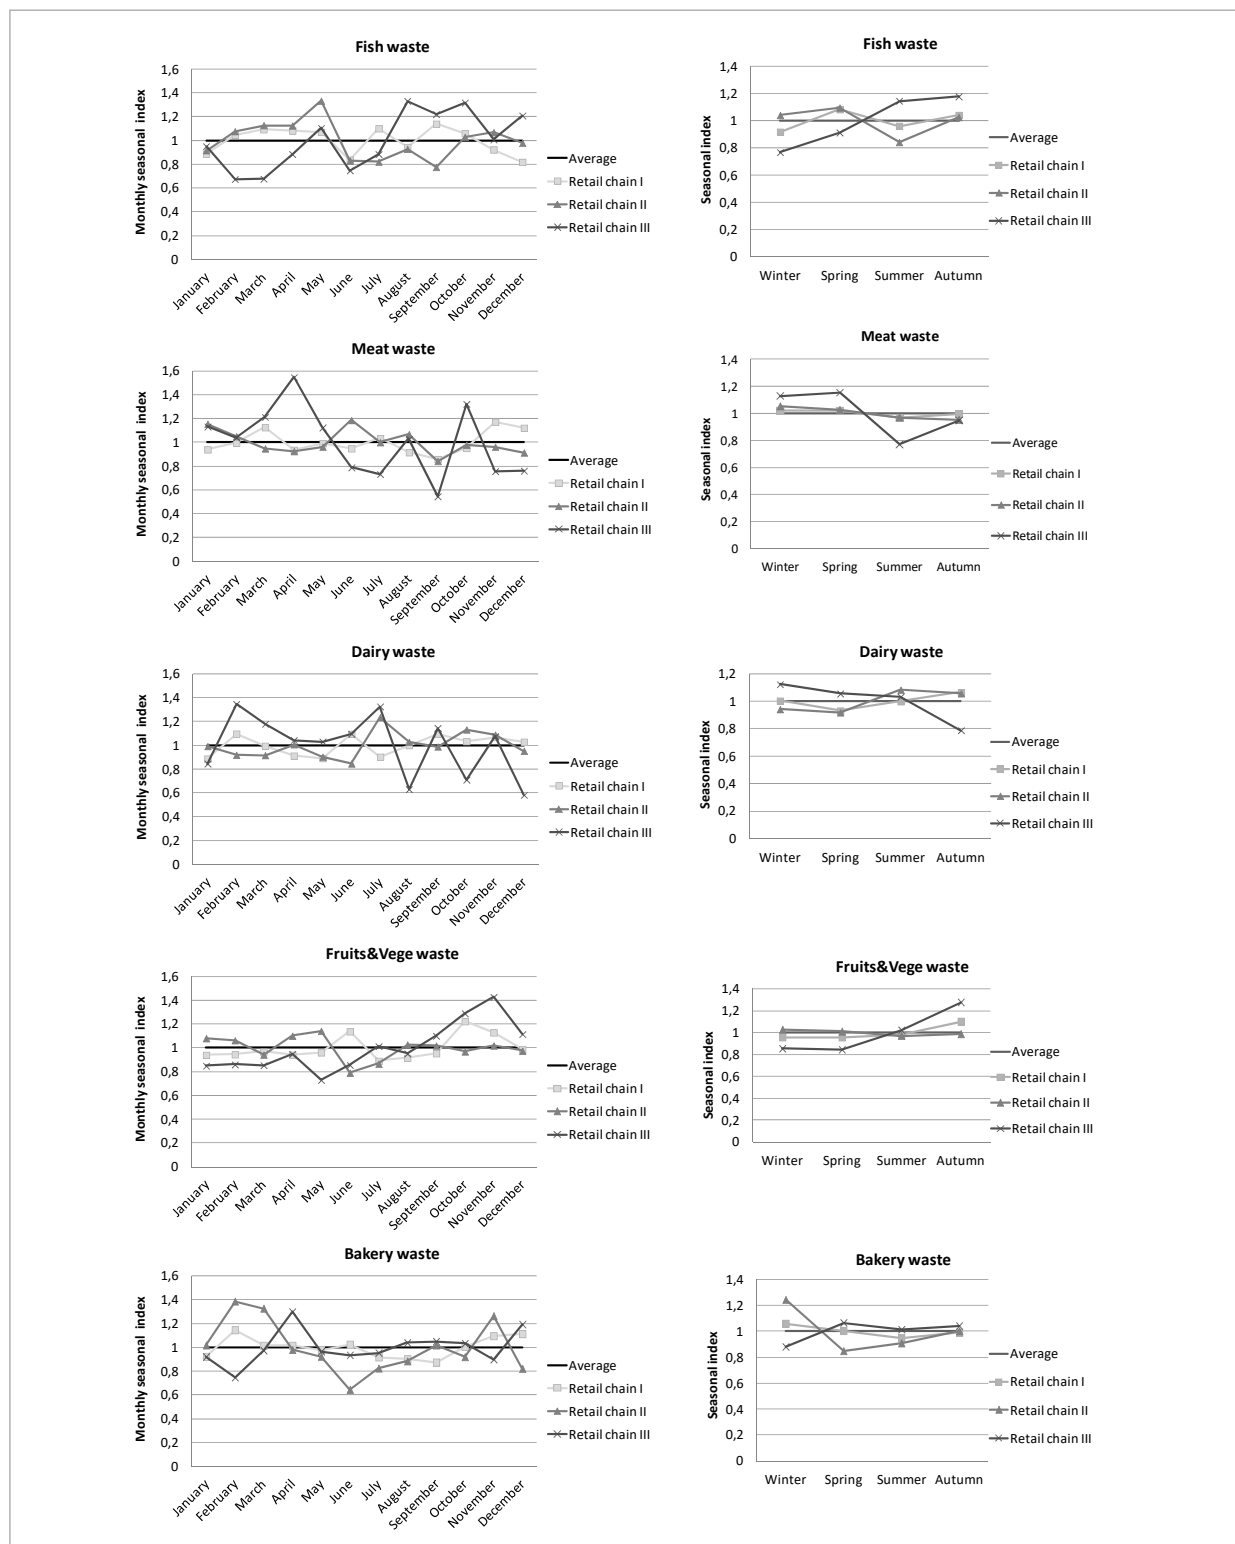 Fish waste
Monthly seasonal index
1,6
1,4
1,2
1
0,8
0,6
0,4
0,2
0
January
February
March
April
May
June
July
August
September
October
November
December
Average
Retail chain I
Retail chain II
Retail chain III
Fish waste
Seasonal index
1,4
1,2
1
0,8
0,6
0,4
0,2
0
Winter
Spring
Summer
Autumn
Average
Retail chain I
Retail chain II
Retail chain III
Meat waste
Monthly seasonal index
1,6
1,4
1,2
1
0,8
0,6
0,4
0,2
0
January
February
March
April
May
June
July
August
September
October
November
December
Average
Retail chain I
Retail chain II
Retail chain III
Meat waste
Seasonal index
1,4
1,2
1
0,8
0,6
0,4
0,2
0
Winter
Spring
Summer
Autumn
Average
Retail chain I
Retail chain II
Retail chain III
Dairy waste
Monthly seasonal index
1,6
1,4
1,2
1
0,8
0,6
0,4
0,2
0
January
February
March
April
May
June
July
August
September
October
November
December
Average
Retail chain I
Retail chain II
Retail chain III
Dairy waste
Seasonal index
1,2
1
0,8
0,6
0,4
0,2
0
Winter
Spring
Summer
Autumn
Average
Retail chain I
Retail chain II
Retail chain III
Fruits&Vege waste
Monthly seasonal index
1,6
1,4
1,2
1
0,8
0,6
0,4
0,2
0
January
February
March
April
May
June
July
August
September
October
November
December
Average
Retail chain I
Retail chain II
Retail chain III
Fruits&Vege waste
Seasonal index
1,4
1,2
1
0,8
0,6
0,4
0,2
0
Winter
Spring
Summer
Autumn
Average
Retail chain I
Retail chain II
Retail chain III
Bakery waste
Monthly seasonal index
1,6
1,4
1,2
1
0,8
0,6
0,4
0,2
0
January
February
March
April
May
June
July
August
September
October
November
December
Average
Retail chain I
Retail chain II
Retail chain III
Bakery waste
Seasonal index
1,4
1,2
1
0,8
0,6
0,4
0,2
0
Winter
Spring
Summer
Autumn
Average
Retail chain I
Retail chain II
Retail chain III